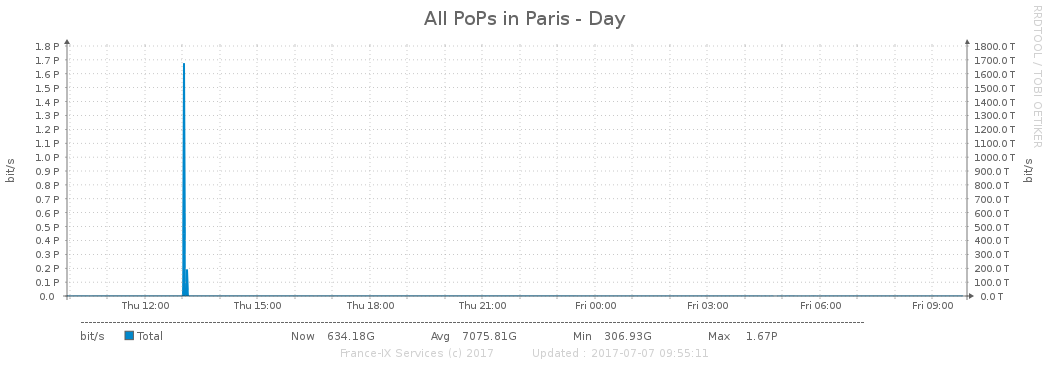 All PoPs in Paris - Day
RRDTOOL / TOBI OETIKER
bit/s
1.8 P
1.7 P
1.6 P
1.5 P
1.4 P
1.3 P
1.2 P
1.1 P
1.0 P
0.9 P
0.8 P
0.7 P
0.6 P
0.5 P
0.4 P
0.3 P
0.2 P
0.1 P
0.0
1800.0 T
1700.0 T
1600.0 T
1500.0 T
1400.0 T
1300.0 T
1200.0 T
1100.0 T
1000.0 T
900.0 T
800.0 T
700.0 T
600.0 T
500.0 T
400.0 T
300.0 T
200.0 T
100.0 T
0.0 T
bit/s
Thu 12:00 Thu 15:00 Thu 18:00 Thu 21:00 Fri 00:00 Fri 03:00 Fri 06:00 Fri 09:00
bit/s Total Now 634.18G Avg 7075.81G Min 306.93G Max 1.67P
France-IX Services (c) 2017 Updated : 2017-07-07 09:55:11